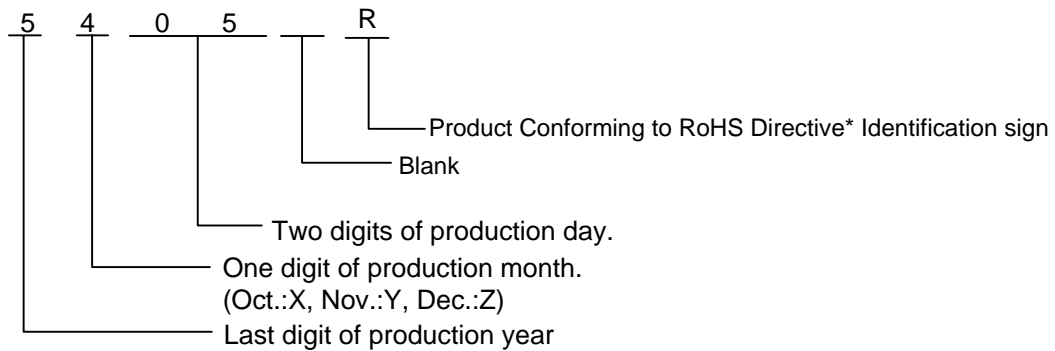 5 4 0 5 R
Product Conforming to RoHS Directive* Identification sign
Blank
Two digits of production day.
One digit of production month.
(Oct.:X, Nov.:Y, Dec.:Z)
Last digit of production year